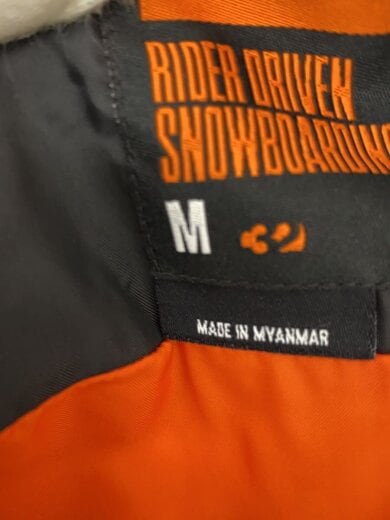 RIDER DRIVEN
SNOWBOARDING
M
MADE IN MYANMAR